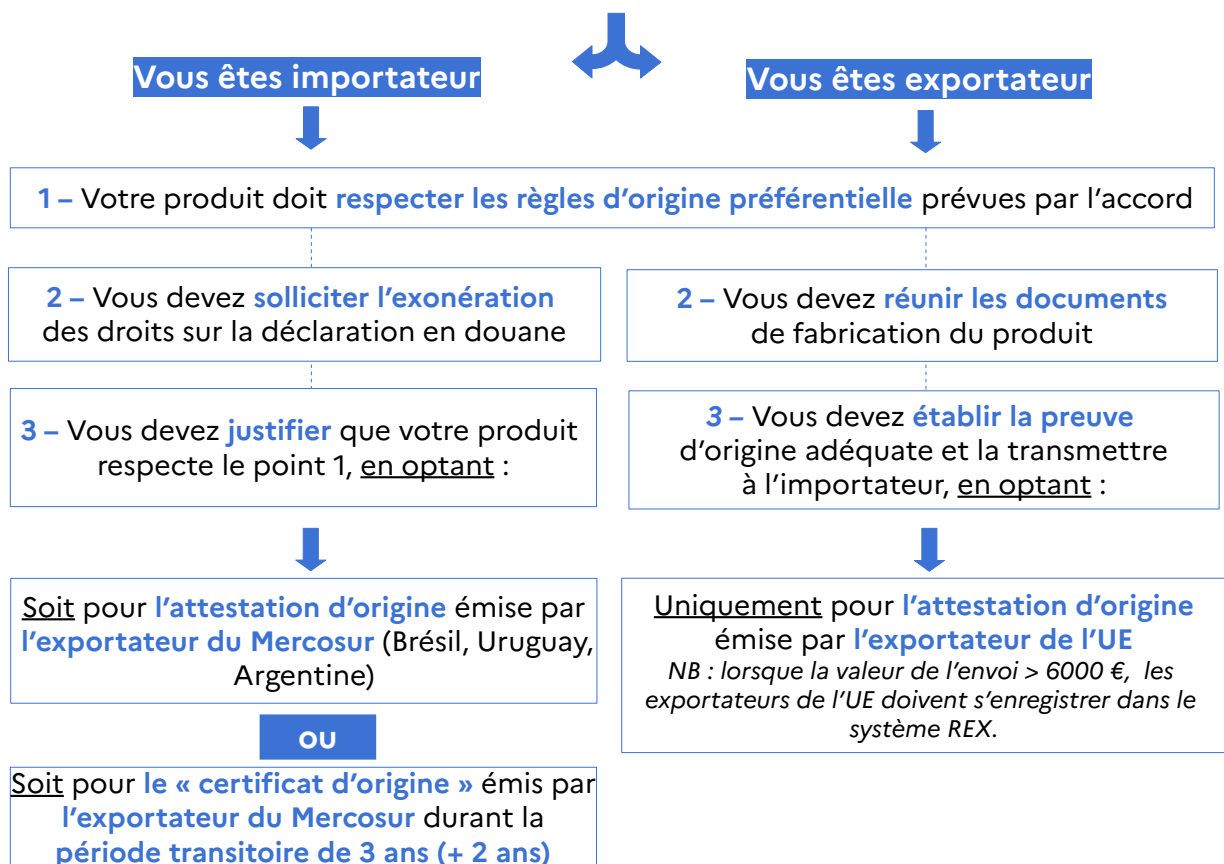 Vous êtes importateur
Vous êtes exportateur
1 – Votre produit doit respecter les règles d'origine préférentielle prévues par l'accord
2 – Vous devez solliciter l'exonération
des droits sur la déclaration en douane
2 – Vous devez réunir les documents
de fabrication du produit
3 – Vous devez justifier que votre produit
respecte le point 1, en optant :
3 – Vous devez établir la preuve
d'origine adéquate et la transmettre
à l'importateur, en optant :
Soit pour l'attestation d'origine émise par
l'exportateur du Mercosur (Brésil, Uruguay,
Argentine)
Uniquement pour l'attestation d'origine
émise par l'exportateur de l'UE
NB : lorsque la valeur de l'envoi > 6000 €, les
exportateurs de l'UE doivent s'enregistrer dans le
système REX.
ou
Soit pour le « certificat d'origine » émis par
l'exportateur du Mercosur durant la
période transitoire de 3 ans (+ 2 ans)